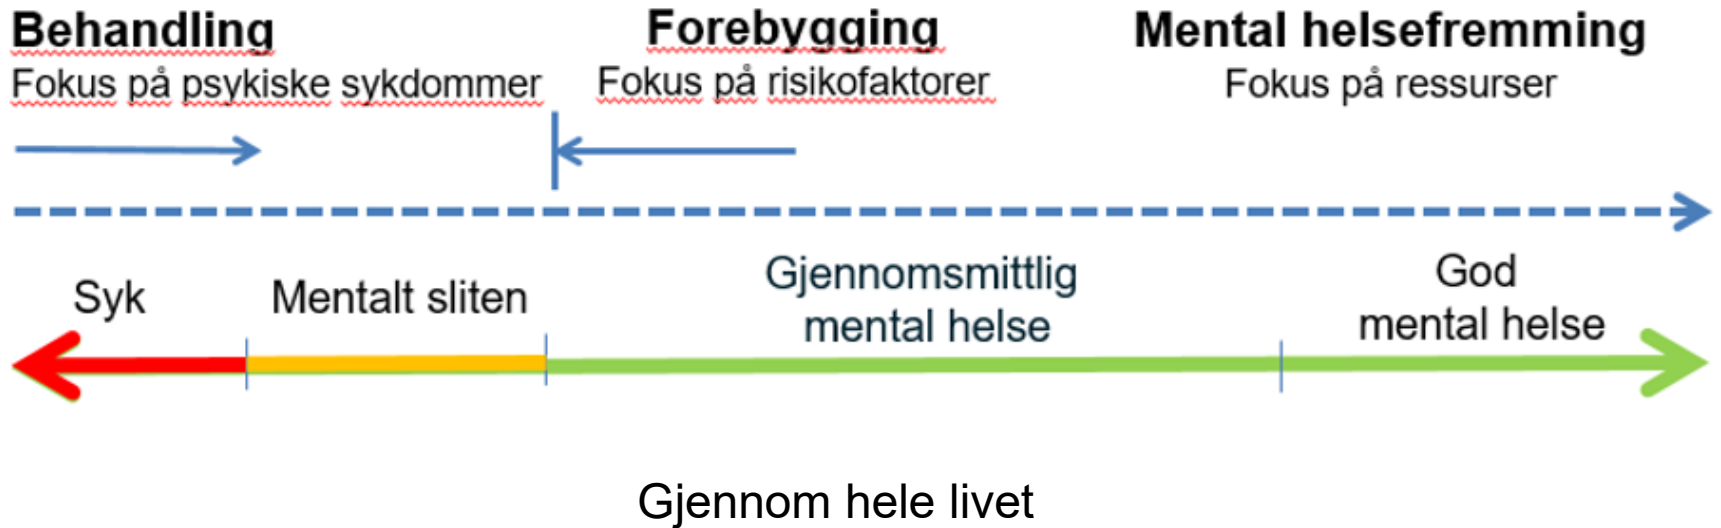 Behandling
Fokus på psykiske sykdommer
Forebygging
Fokus på risikofaktorer
Mental helsefremming
Fokus på ressurser
Syk
Mentalt sliten
Gjennomsmittlig
mental helse
God
mental helse
Gjennom hele livet